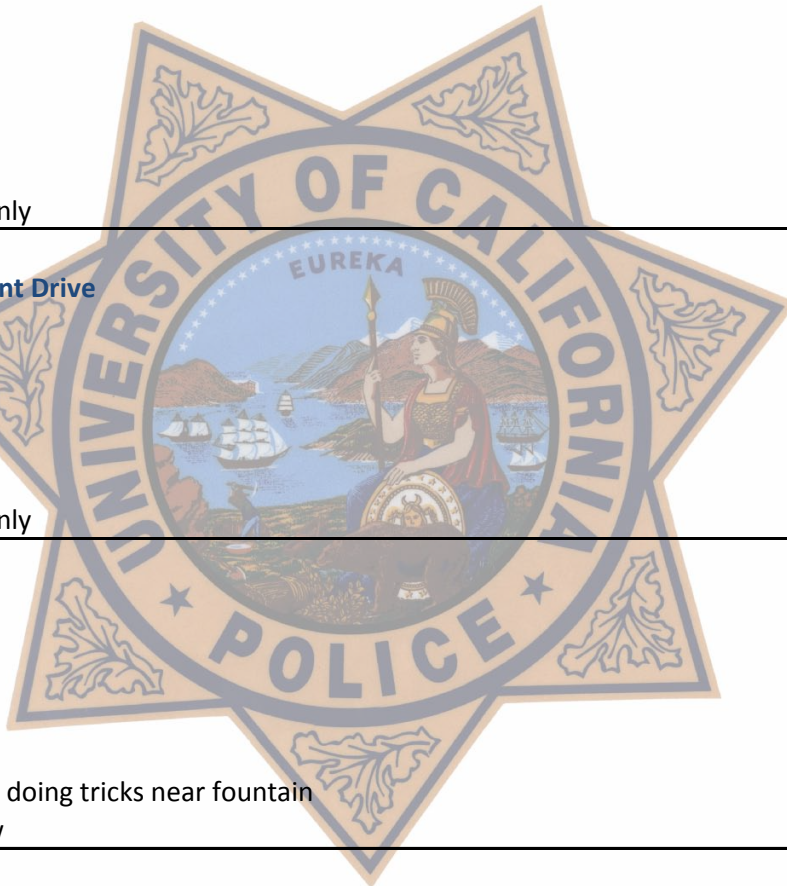 nly
UNIVERSITY OF CALIFORNIA
EUREKA
nt Drive
nly
POLICE
doing tricks near fountain
y